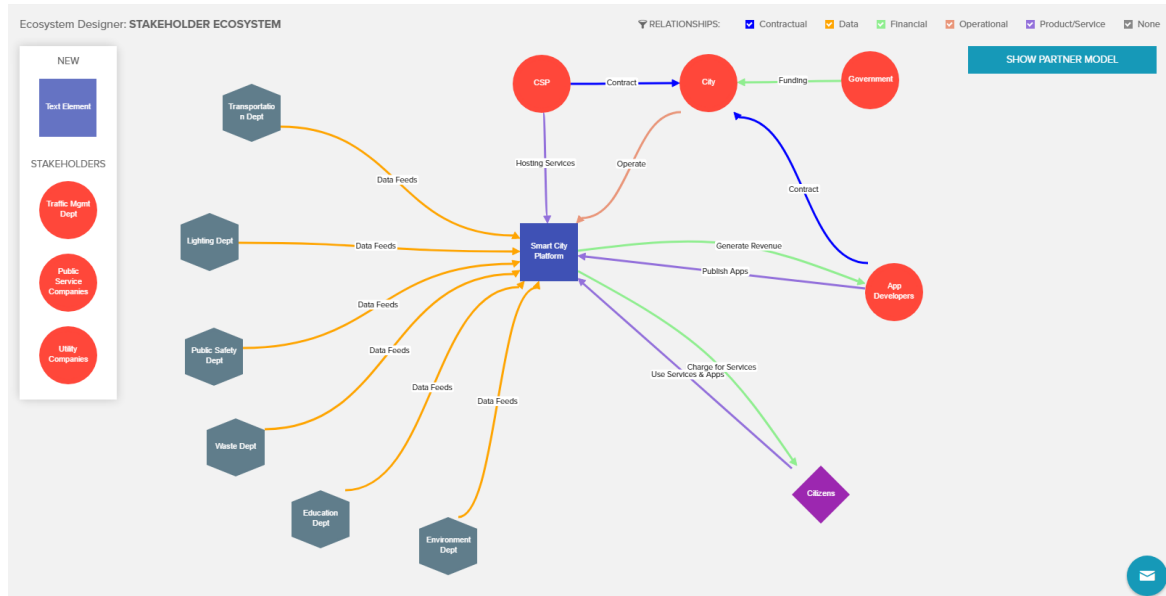 Ecosystem Designer: STAKEHOLDER ECOSYSTEM
RELATIONSHIPS:
Contractual
Data
Financial
Operational
Product/Service
None
SHOW PARTNER MODEL
NEW
Text Element
STAKEHOLDERS
Traffic Mgmt
Dept
Public
Service
Companies
Utility
Companies
CSP
Contract
City
Funding
Government
Transportatio
n Dept
Data Feeds
Hosting Services
Operate
Contract
Lighting Dept
Data Feeds
Smart City
Platform
Generate Revenue
Publish Apps
App
Developers
Data Feeds
Public Safety
Dept
Data Feeds
Charge for Services
Use Services & Apps
Data Feeds
Data Feeds
Waste Dept
Citizens
Education
Dept
Environment
Dept